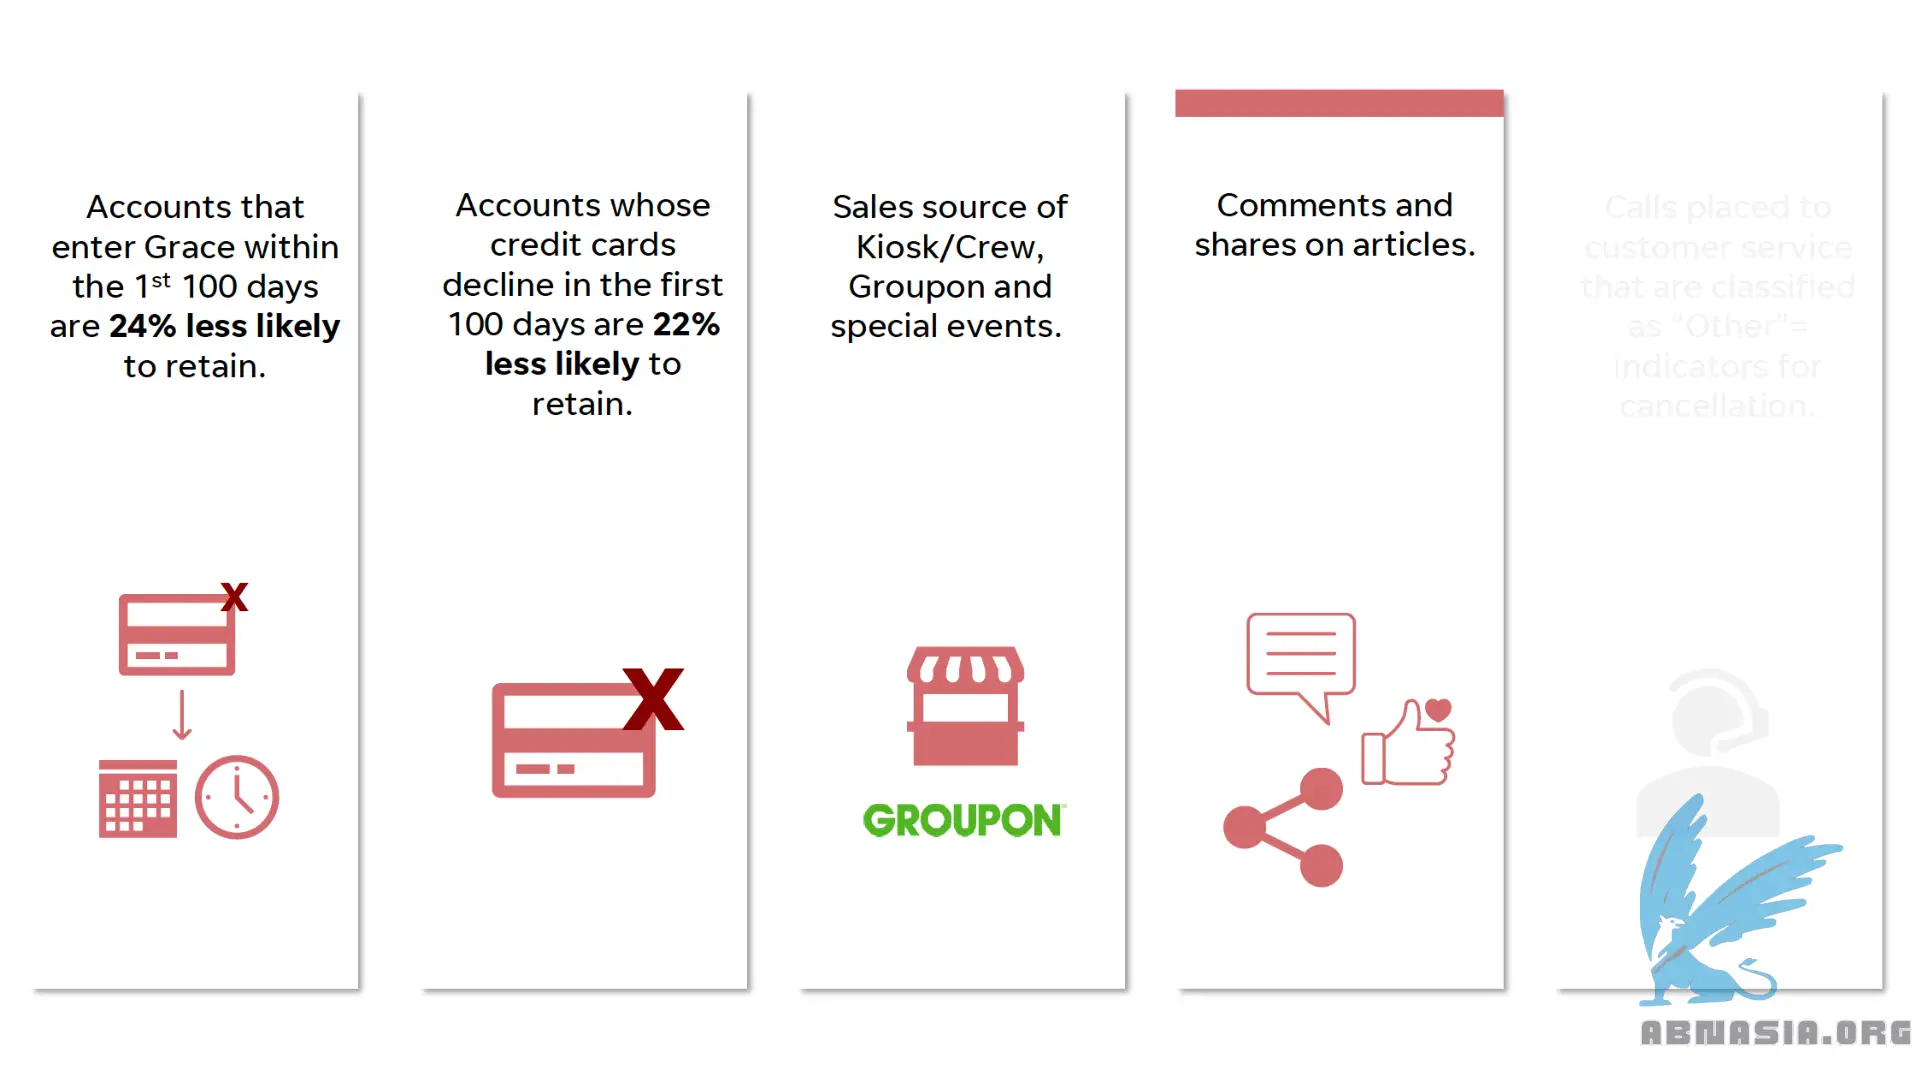 Accounts that
enter Grace within
the 1st 100 days
are 24% less likely
to retain.
Accounts whose
credit cards
decline in the first
100 days are 22%
less likely to
retain.
Sales source of
Kiosk/Crew,
Groupon and
special events.
GROUPON
Comments and
shares on articles.
Calls placed to
customer service
that are classified
as “Other”=
indicators for
cancellation.
ABNASIA.ORG